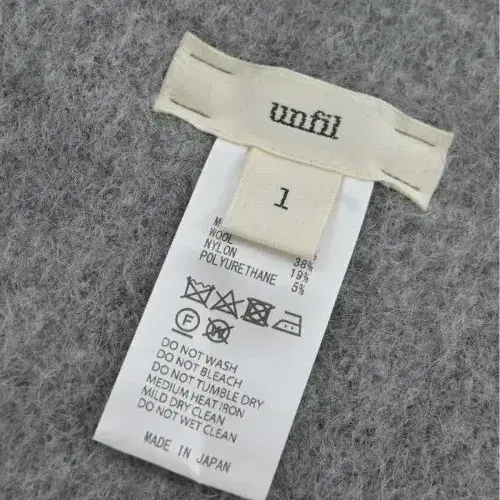 unfil
1
M
WOOL 38%
NYLON 19%
POLYURETHANE 5%
F
W
DO NOT WASH
DO NOT BLEACH
DO NOT TUMBLE DRY
MEDIUM HEAT IRON
MILD DRY CLEAN
DO NOT WET CLEAN
MADE IN JAPAN